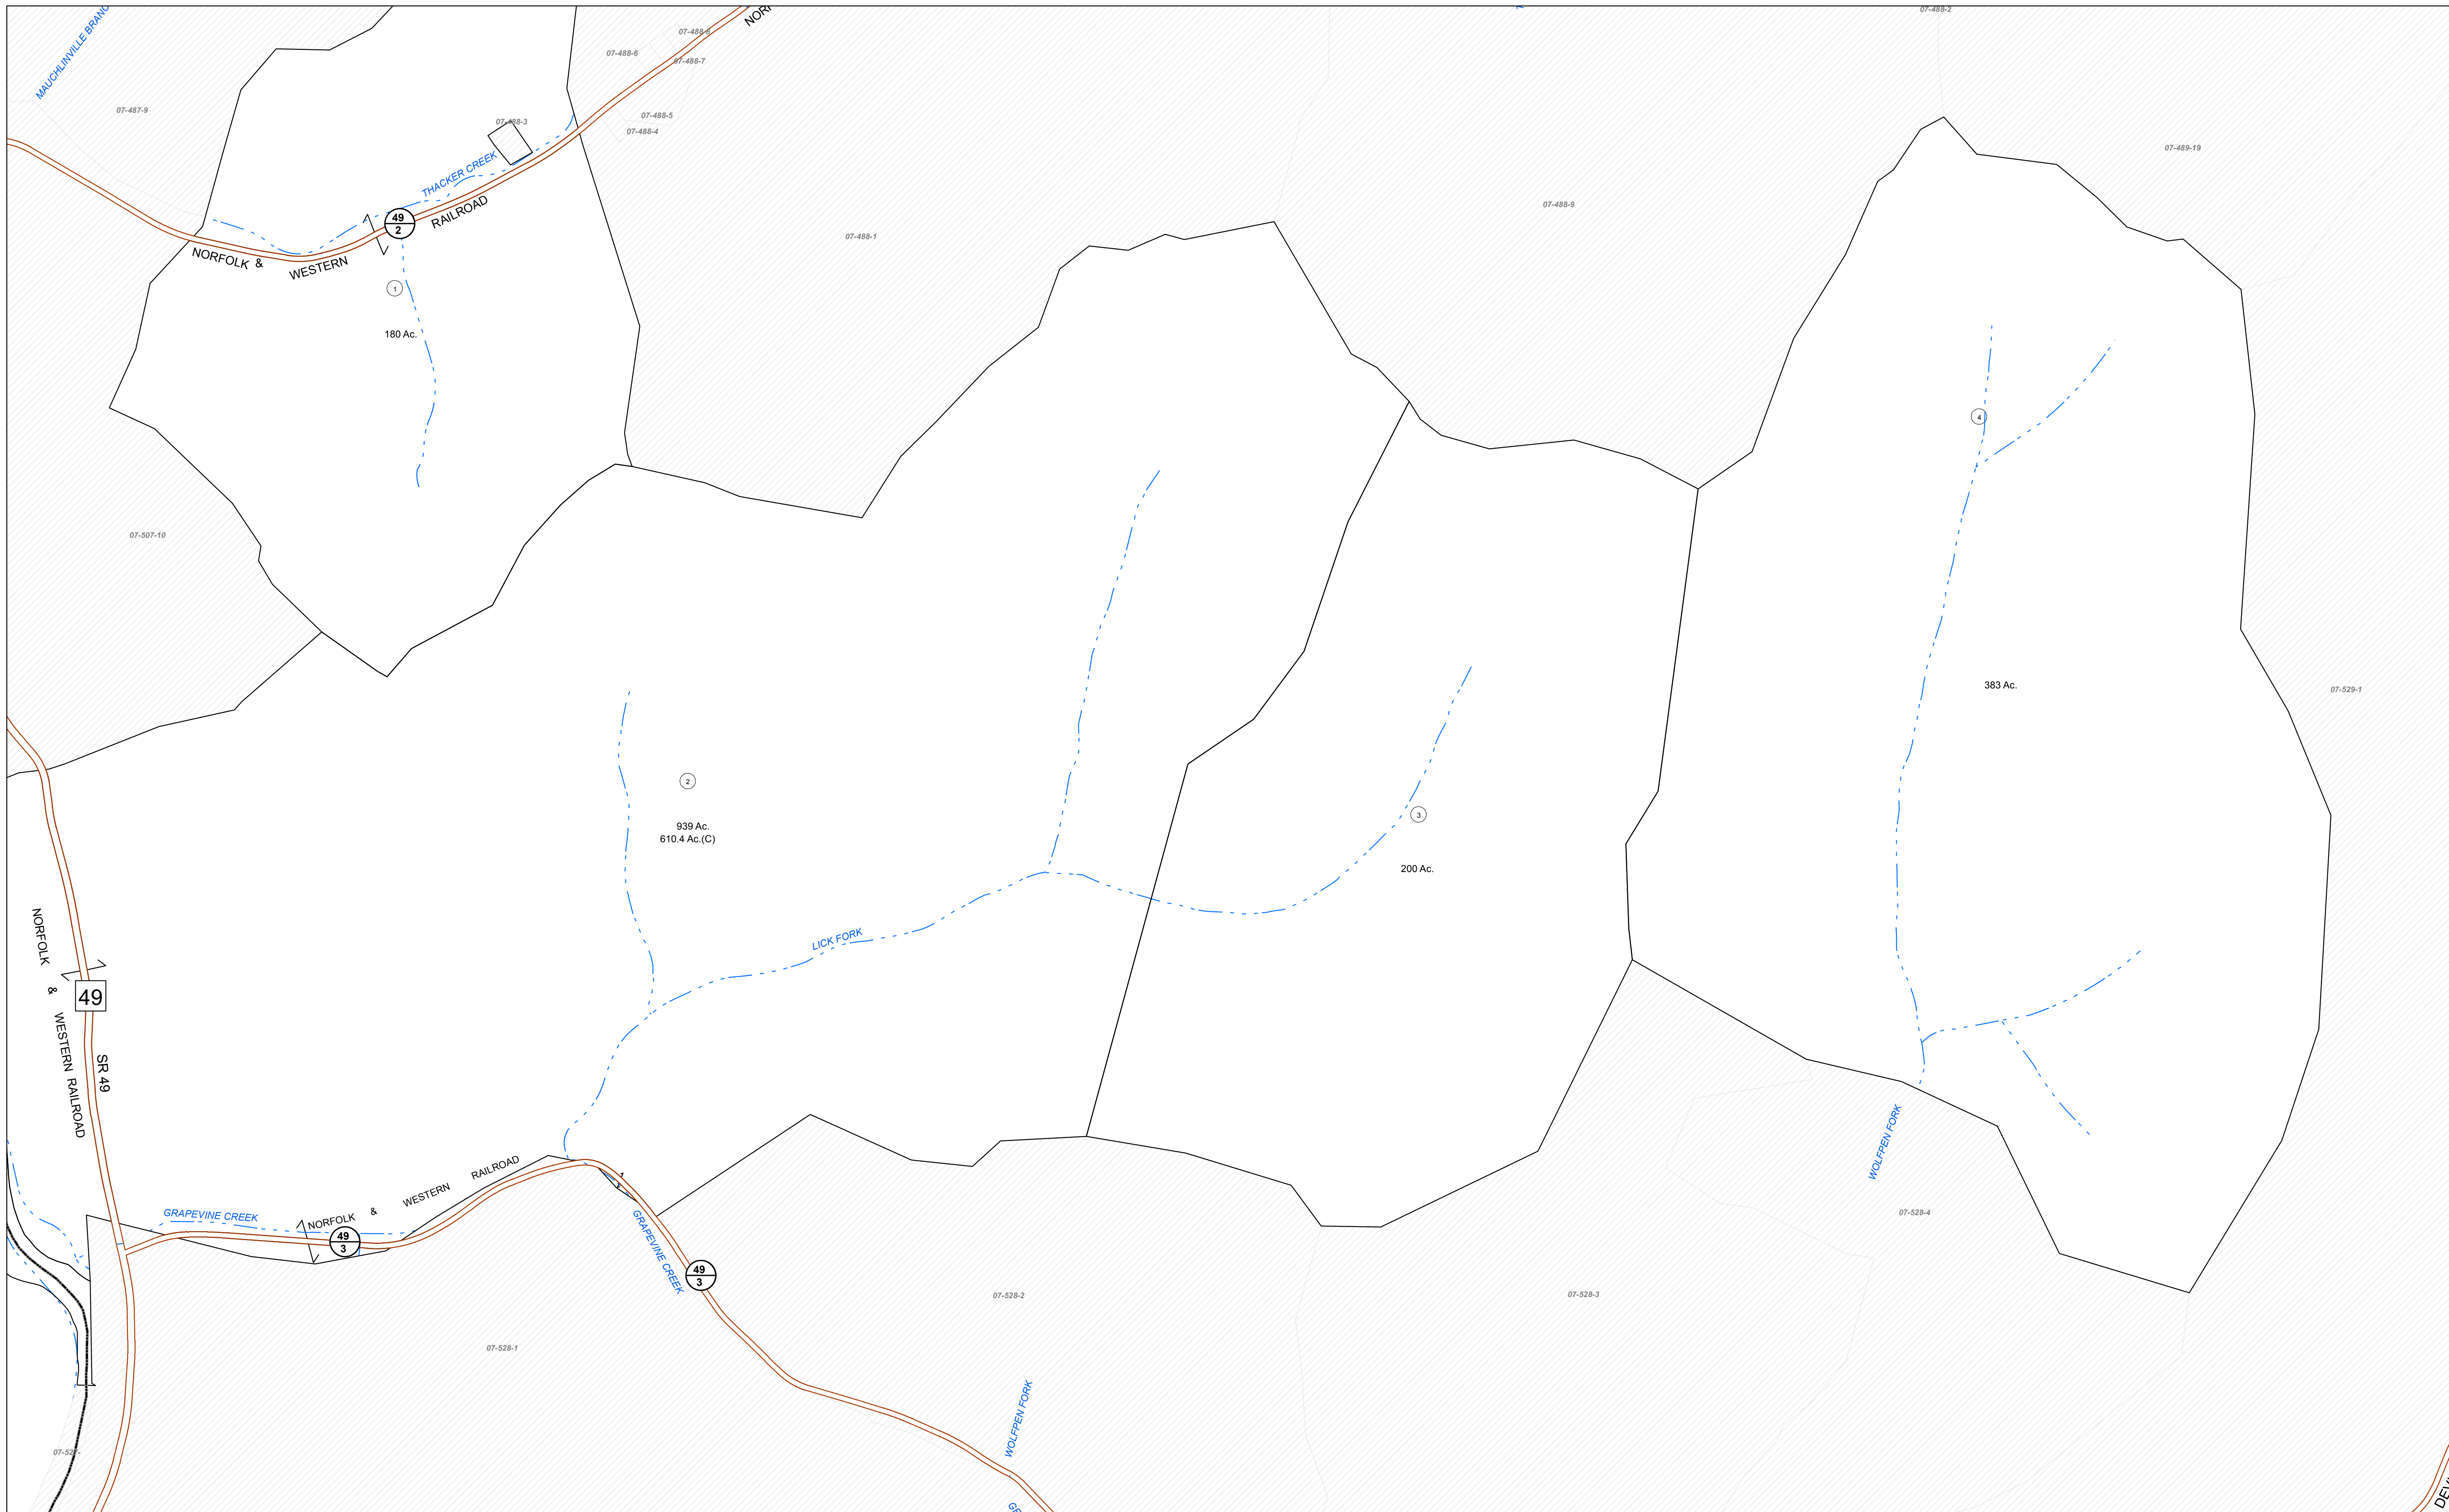 MAUCHLINVILLE BRANC
07-488-2
07-488-8
07-488-6
07-488-7
07-487-9
07-488-3
07-488-5
07-488-4
07-489-19
THACKER CREEK
07-488-9
49
2
RAILROAD
07-488-1
NORFOLK &
WESTERN
1
180 Ac.
4
07-507-10
383 Ac.
07-529-1
2
3
939 Ac.
610.4 Ac.(C)
200 Ac.
LICK FORK
NORFOLK & WESTERN RAILROAD
49
SR 49
WOLFPEN FORK
NORFOLK & WESTERN RAILROAD
GRAPEVINE CREEK
07-528-4
49
3
GRAPEVINE CREEK
49
3
07-528-2
07-528-3
07-528-1
WOLFPEN FORK